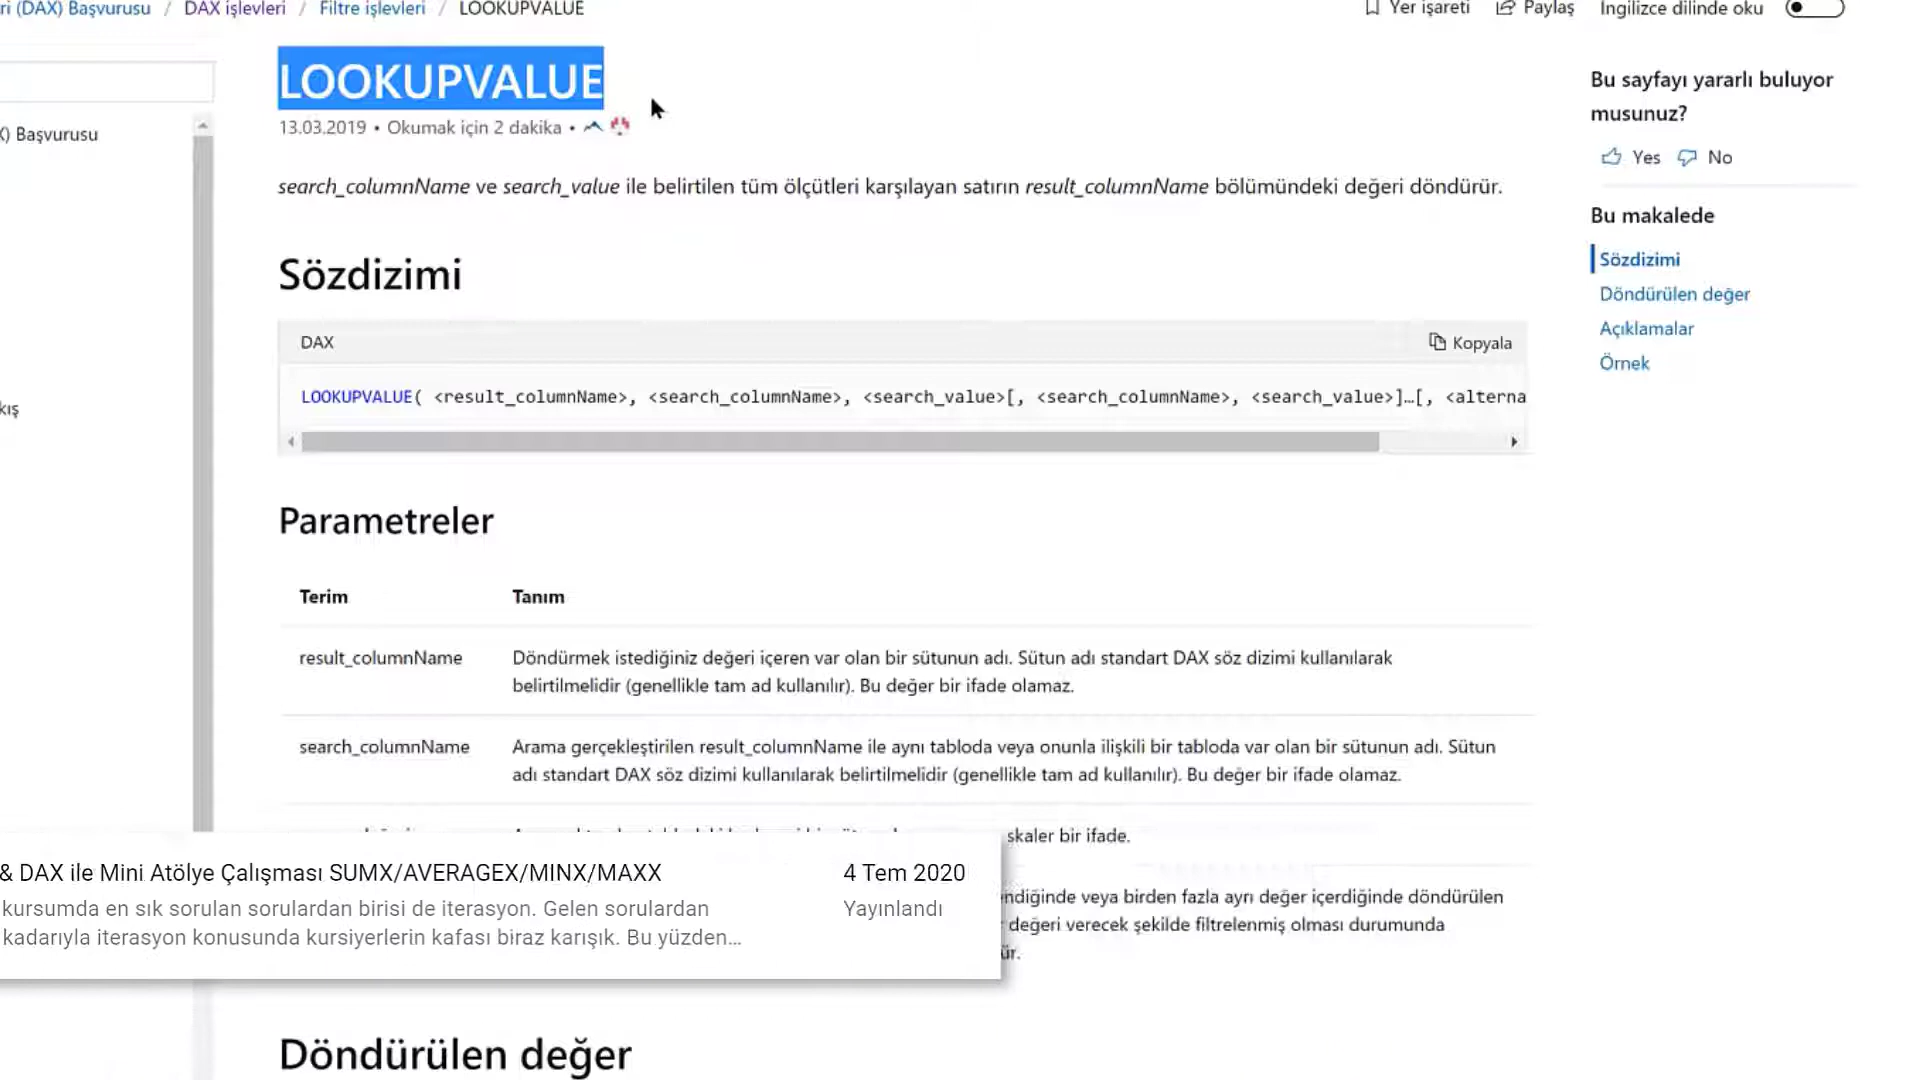 ri (DAX) Başvurusu / DAX işlevleri / Filtre işlevleri / LOOKUPVALUE
Yer işareti Paylaş İngilizce dilinde oku
LOOKUPVALUE
13.03.2019 • Okumak için 2 dakika •
) Başvurusu
kış
search_columnName ve search_value ile belirtilen tüm ölçütleri karşılayan satırın result_columnName bölümündeki değeri döndürür.
Sözdizimi
DAX
Kopyala
LOOKUPVALUE( <result_columnName>, <search_columnName>, <search_value>[, <search_columnName>, <search_value>]…[, <alterna
Parametreler
Terim Tanım
result_columnName Döndürmek istediğiniz değeri içeren var olan bir sütunun adı. Sütun adı standart DAX söz dizimi kullanılarak
belirtilmelidir (genellikle tam ad kullanılır). Bu değer bir ifade olamaz.
search_columnName Arama gerçekleştirilen result_columnName ile aynı tabloda veya onunla ilişkili bir tabloda var olan bir sütunun adı. Sütun
adı standart DAX söz dizimi kullanılarak belirtilmelidir (genellikle tam ad kullanılır). Bu değer bir ifade olamaz.
skaler bir ifade.
ndiğinde veya birden fazla ayrı değer içerdiğinde döndürülen
değeri verecek şekilde filtrelenmiş olması durumunda
ür.
& DAX ile Mini Atölye Çalışması SUMX/AVERAGEX/MINX/MAXX
4 Tem 2020
kursumda en sık sorulan sorulardan birisi de iterasyon. Gelen sorulardan
Yayınlandı
kadarıyla iterasyon konusunda kursiyerlerin kafası biraz karışık. Bu yüzden...
Döndürülen değer
Bu sayfayı yararlı buluyor
musunuz?
Yes No
Bu makalede
Sözdizimi
Döndürülen değer
Açıklamalar
Örnek